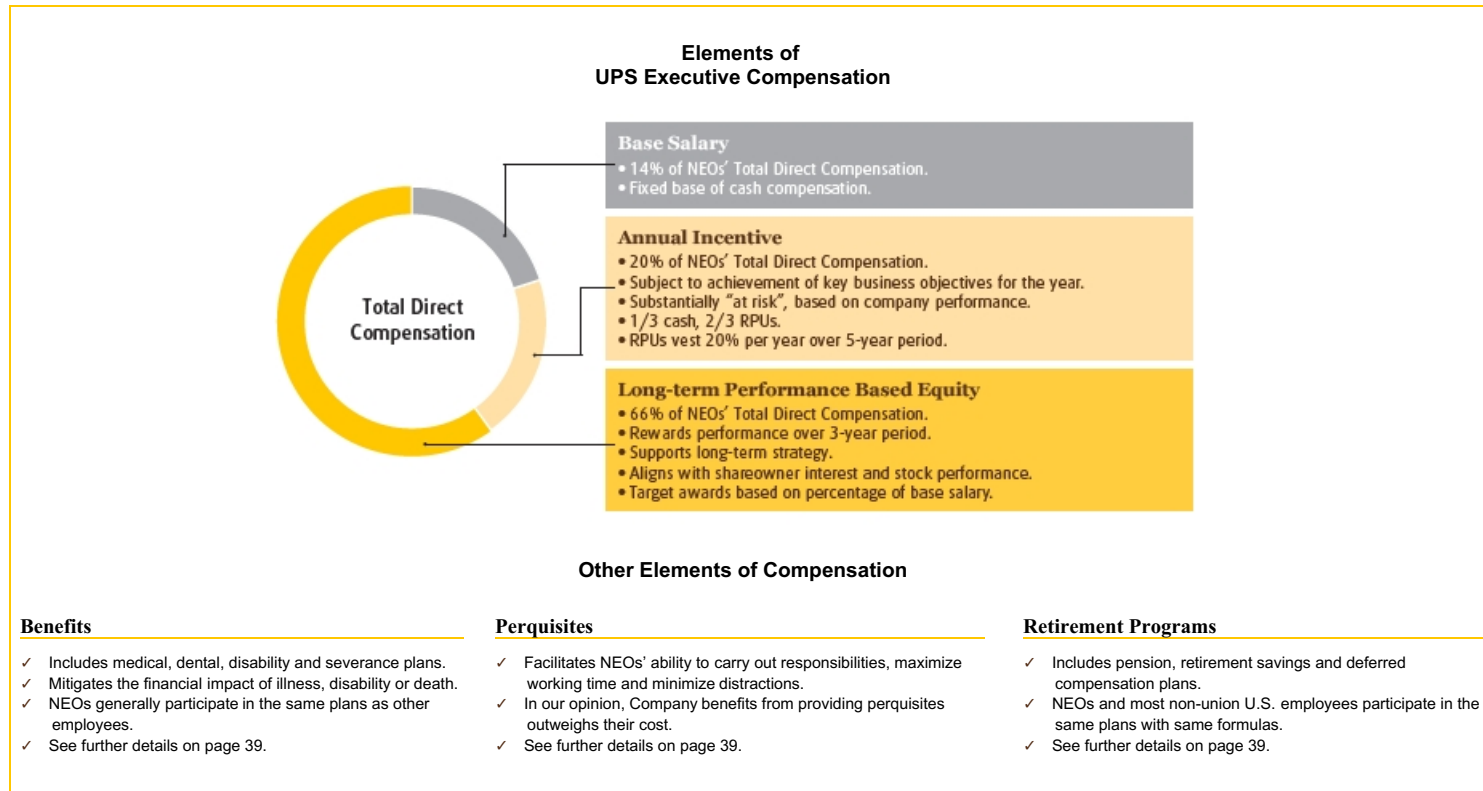 Elements of
UPS Executive Compensation
Base Salary
• 14% of NEOs’ Total Direct Compensation.
• Fixed base of cash compensation.
Annual Incentive
• 20% of NEOs’ Total Direct Compensation.
• Subject to achievement of key business objectives for the year.
• Substantially “at risk”, based on company performance.
• 1/3 cash, 2/3 RPUs.
• RPUs vest 20% per year over 5-year period.
Total Direct
Compensation
Long-term Performance Based Equity
• 66% of NEOs’ Total Direct Compensation.
• Rewards performance over 3-year period.
• Supports long-term strategy.
• Aligns with shareowner interest and stock performance.
• Target awards based on percentage of base salary.
Other Elements of Compensation
Benefits
✓ Includes medical, dental, disability and severance plans.
✓ Mitigates the financial impact of illness, disability or death.
✓ NEOs generally participate in the same plans as other
employees.
✓ See further details on page 39.
Perquisites
✓ Facilitates NEOs’ ability to carry out responsibilities, maximize
working time and minimize distractions.
✓ In our opinion, Company benefits from providing perquisites
outweighs their cost.
✓ See further details on page 39.
Retirement Programs
✓ Includes pension, retirement savings and deferred
compensation plans.
✓ NEOs and most non-union U.S. employees participate in the
same plans with same formulas.
✓ See further details on page 39.